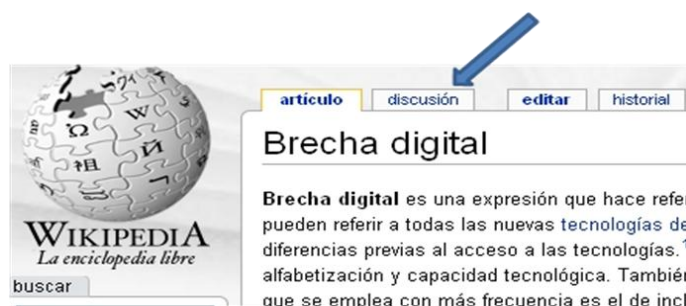 artículo discusión editar historial
Brecha digital
Brecha digital es una expresión que hace refer
pueden referir a todas las nuevas tecnologías de
diferencias previas al acceso a las tecnologías.
alfabetización y capacidad tecnológica. También
que se emplea con más frecuencia es el de incl
WIKIPEDIA
La enciclopedia libre
buscar